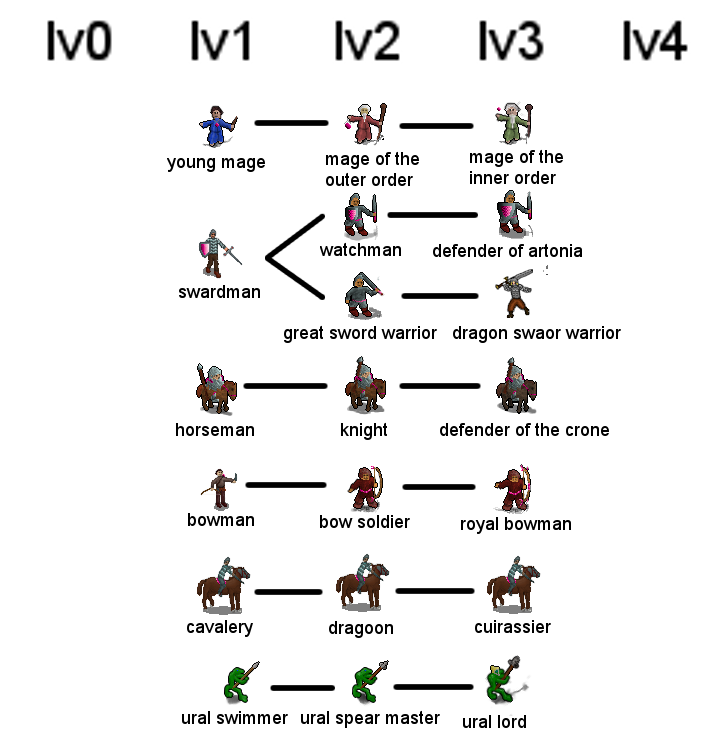 lv0 lv1 lv2 lv3 lv4
young mage
mage of the
outer order
mage of the
inner order
watchman
defender of artonia
swardman
great sword warrior
dragon swaor warrior
horseman
knight
defender of the crone
bowman
bow soldier
royal bowman
cavalery
dragoon
cuirassier
ural swimmer
ural spear master
ural lord